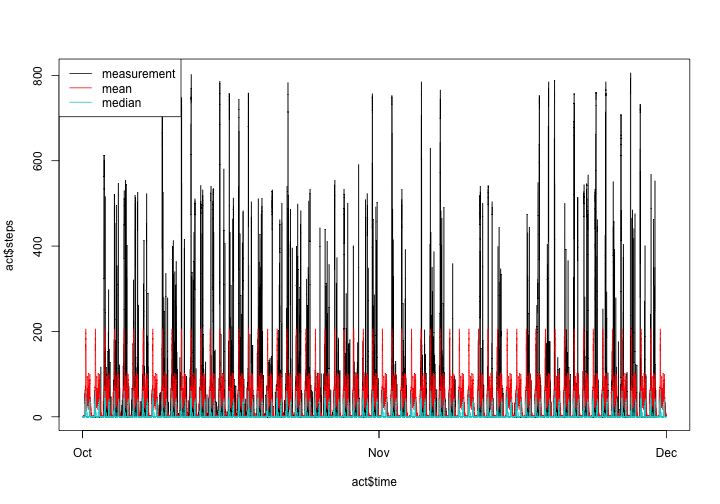 measurement
mean
median
act$steps
800
600
400
200
0
Oct
Nov
Dec
act$time